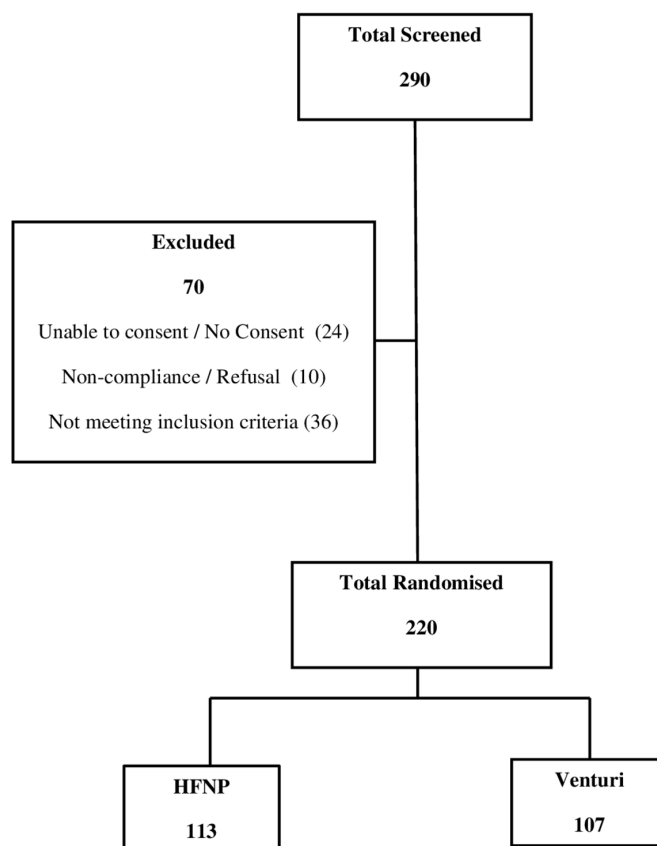 Total Screened
290
Excluded
70
Unable to consent / No Consent (24)
Non-compliance / Refusal (10)
Not meeting inclusion criteria (36)
Total Randomised
220
HFNP
113
Venturi
107